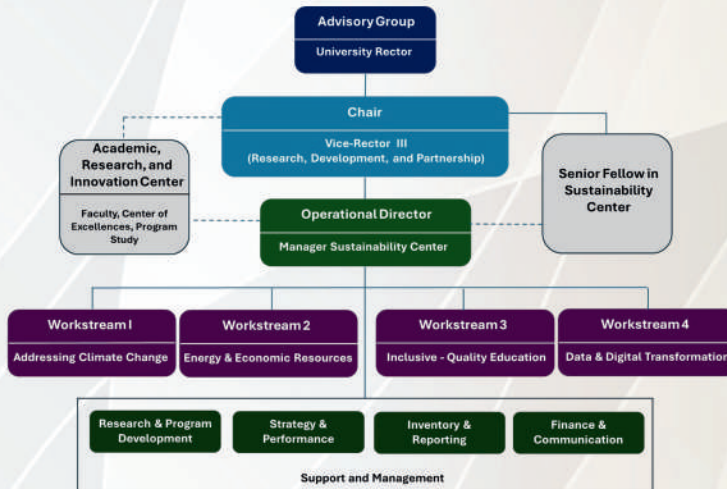 Advisory Group
University Rector
Chair
Vice-Rector III
(Research, Development, and Partnership)
Academic,
Research, and
Innovation Center
Faculty, Center of
Excellences, Program
Study
Senior Fellow in
Sustainability
Center
Operational Director
Manager Sustainability Center
Workstream I
Addressing Climate Change
Workstream 2
Energy & Economic Resources
Workstream 3
Inclusive - Quality Education
Workstream 4
Data & Digital Transformation
Research & Program
Development
Strategy &
Performance
Inventory &
Reporting
Finance &
Communication
Support and Management